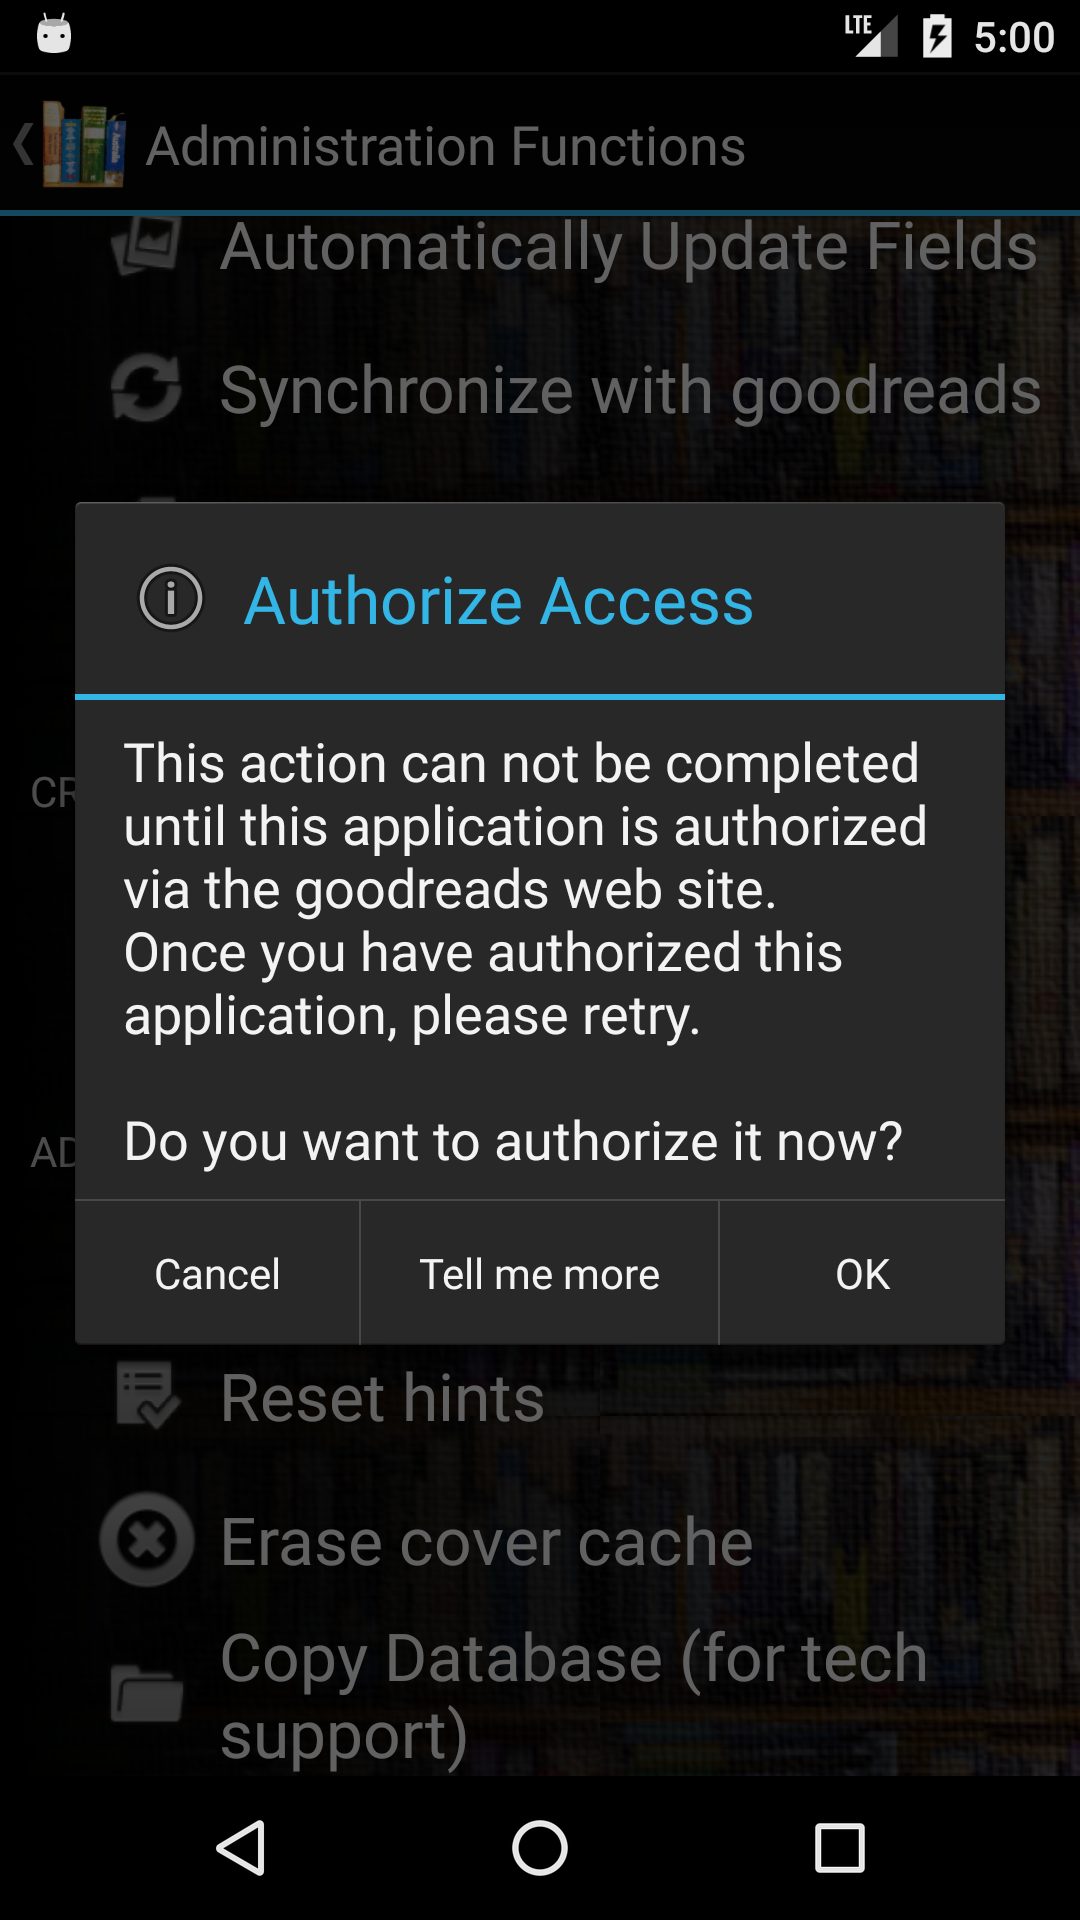 LTE 5:00
Administration Functions
Automatically Update Fields
Synchronize with goodreads
Authorize Access
This action can not be completed
until this application is authorized
via the goodreads web site.
Once you have authorized this
application, please retry.
Do you want to authorize it now?
CR
AD
Cancel Tell me more OK
Reset hints
Erase cover cache
Copy Database (for tech
support)